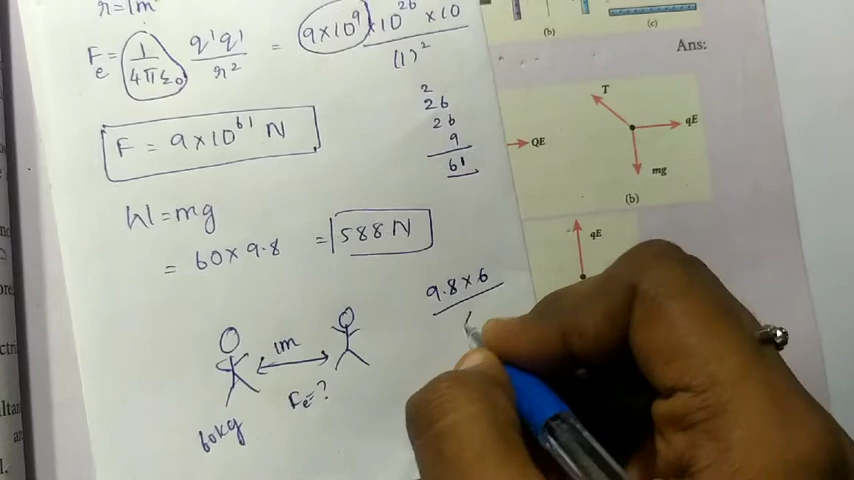 r=1m
F_e = 1/4πε₀ q'q'/r² = 9×10⁹ ×10²⁶ ×10 / (1)²
2
26
26
9
61
F = 9×10⁶¹ N
W = mg
= 60×9.8 = 588 N
9.8×6
1m
F_e=?
60kg
(b)
(c)
Ans:
T
qE
QE
mg
(b)
qE